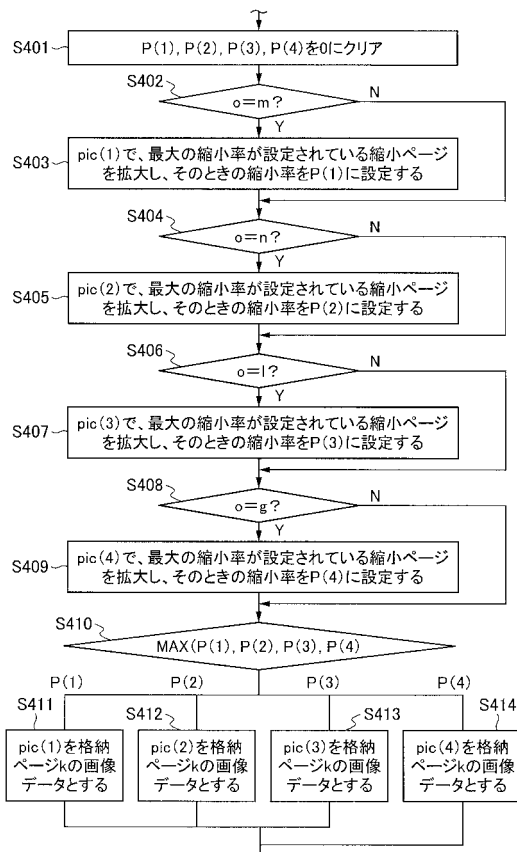 S401
P(1), P(2), P(3), P(4)を0にクリア
S402
o=m?
N
Y
S403
pic(1)で、最大の縮小率が設定されている縮小ページ
を拡大し、そのときの縮小率をP(1)に設定する
S404
o=n?
N
Y
S405
pic(2)で、最大の縮小率が設定されている縮小ページ
を拡大し、そのときの縮小率をP(2)に設定する
S406
o=l?
N
Y
S407
pic(3)で、最大の縮小率が設定されている縮小ページ
を拡大し、そのときの縮小率をP(3)に設定する
S408
o=g?
N
Y
S409
pic(4)で、最大の縮小率が設定されている縮小ページ
を拡大し、そのときの縮小率をP(4)に設定する
S410
MAX(P(1), P(2), P(3), P(4)
P(1)
P(2)
P(3)
P(4)
S411
S412
S413
S414
pic(1)を格納
ページkの画像
データとする
pic(2)を格納
ページkの画像
データとする
pic(3)を格納
ページkの画像
データとする
pic(4)を格納
ページkの画像
データとする